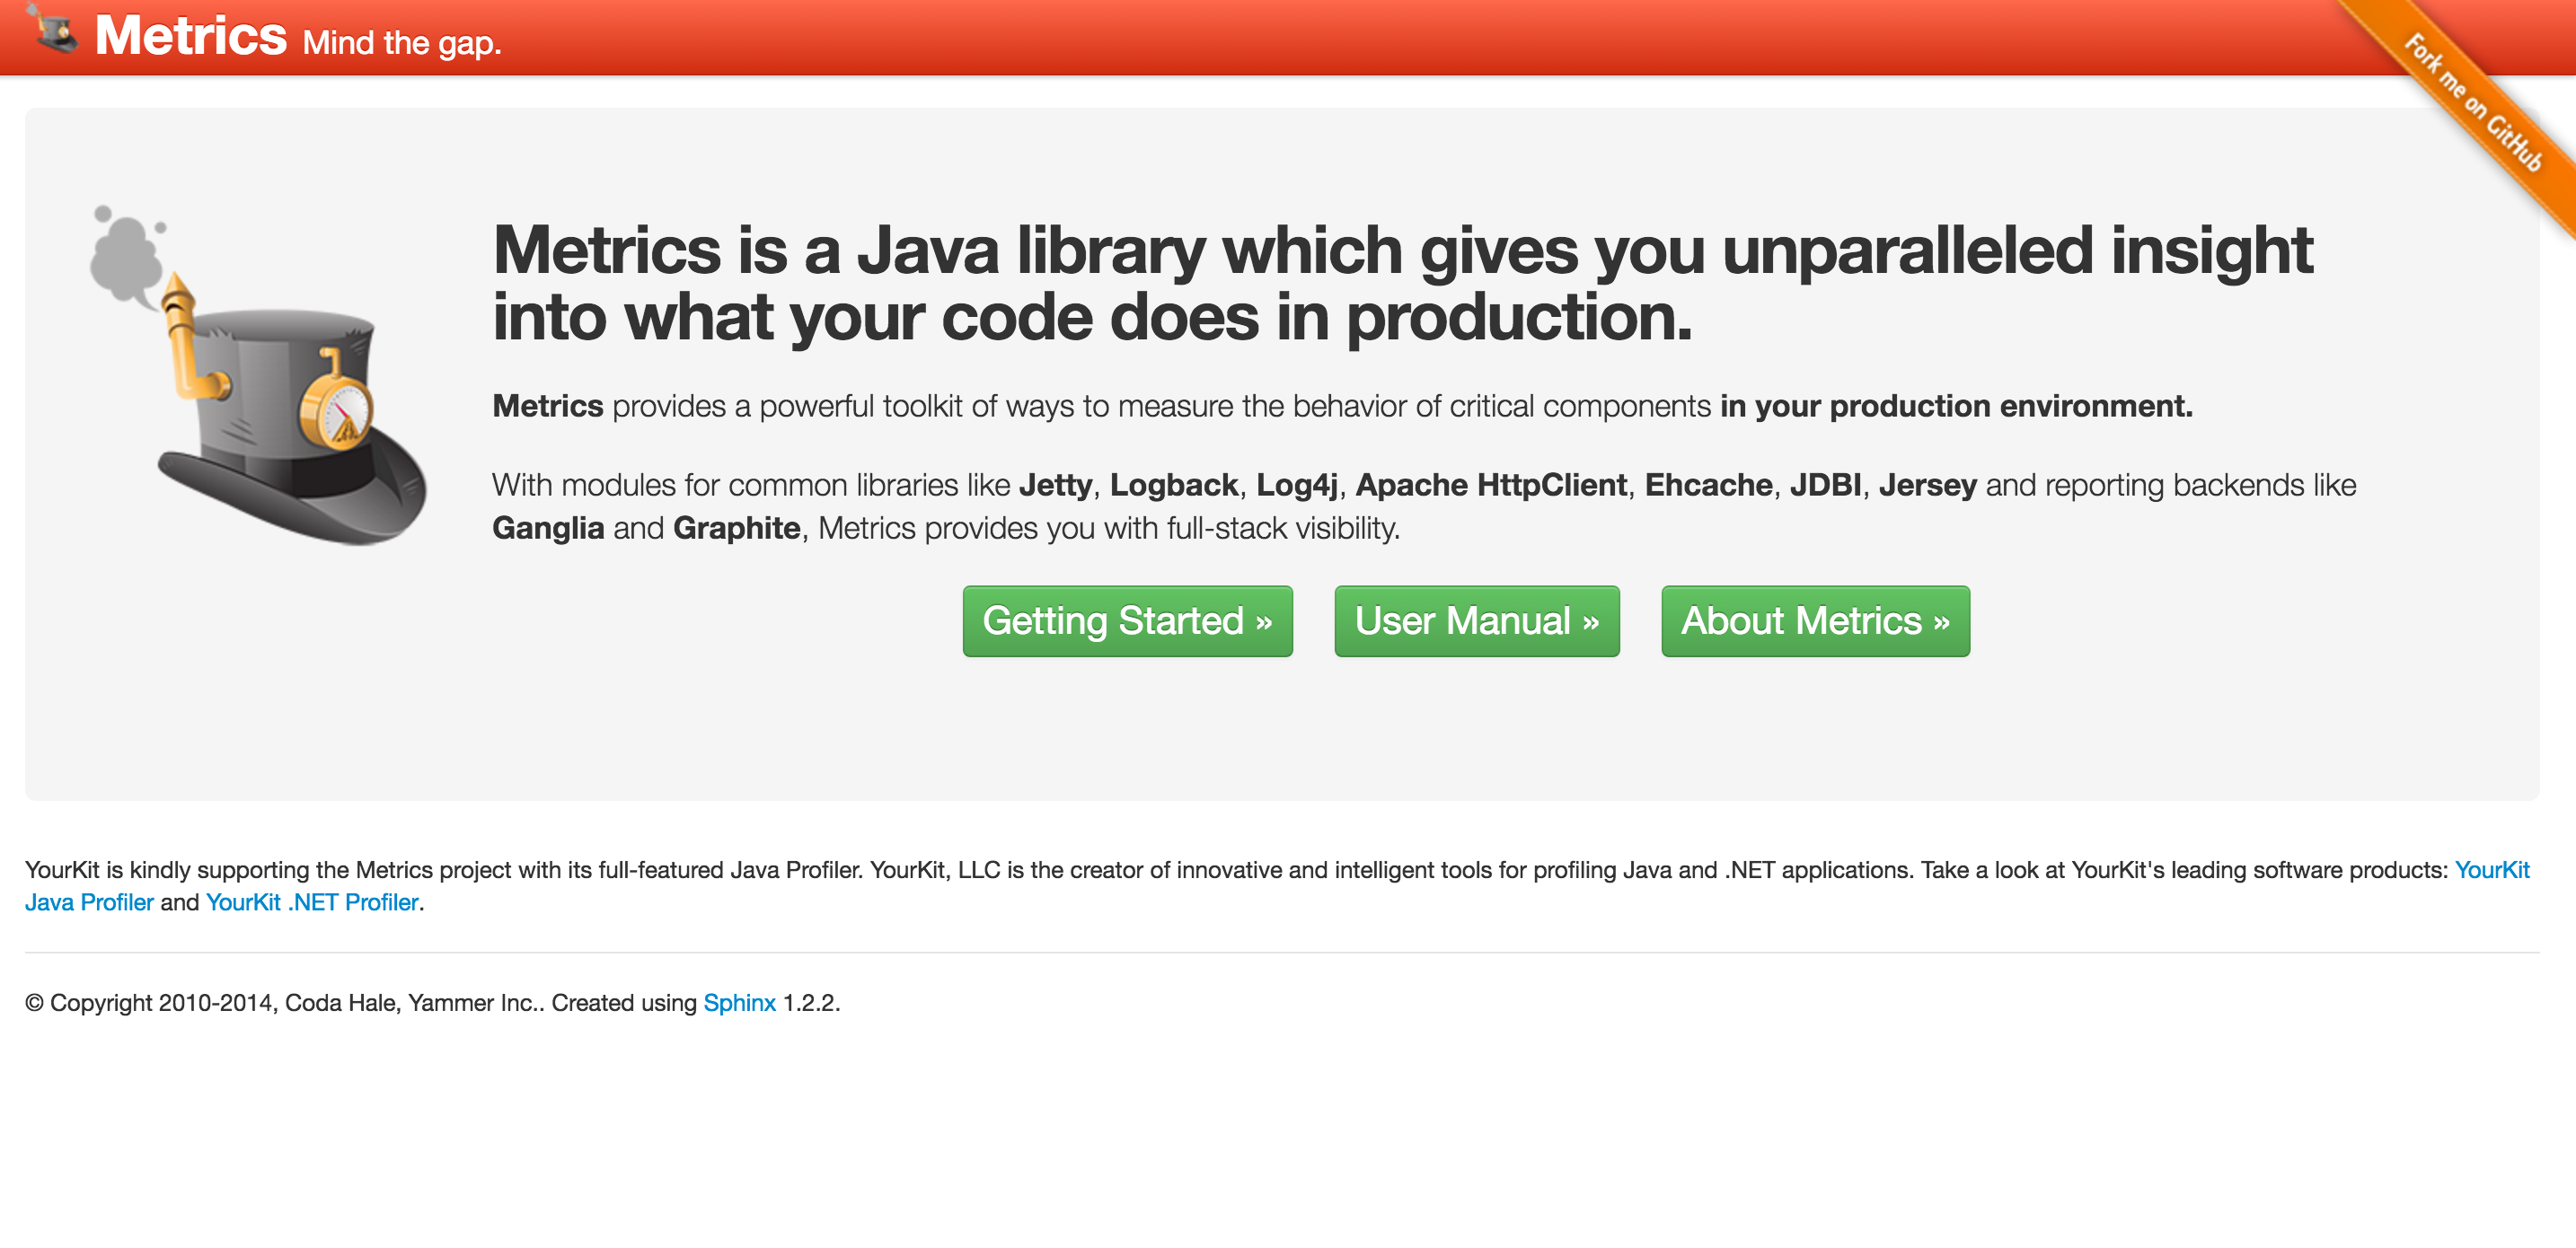 Metrics Mind the gap.
Fork me on GitHub
Metrics is a Java library which gives you unparalleled insight
into what your code does in production.
Metrics provides a powerful toolkit of ways to measure the behavior of critical components in your production environment.
With modules for common libraries like Jetty, Logback, Log4j, Apache HttpClient, Ehcache, JDBI, Jersey and reporting backends like
Ganglia and Graphite, Metrics provides you with full-stack visibility.
Getting Started » User Manual » About Metrics »
YourKit is kindly supporting the Metrics project with its full-featured Java Profiler. YourKit, LLC is the creator of innovative and intelligent tools for profiling Java and .NET applications. Take a look at YourKit's leading software products: YourKit
Java Profiler and YourKit .NET Profiler.
© Copyright 2010-2014, Coda Hale, Yammer Inc.. Created using Sphinx 1.2.2.